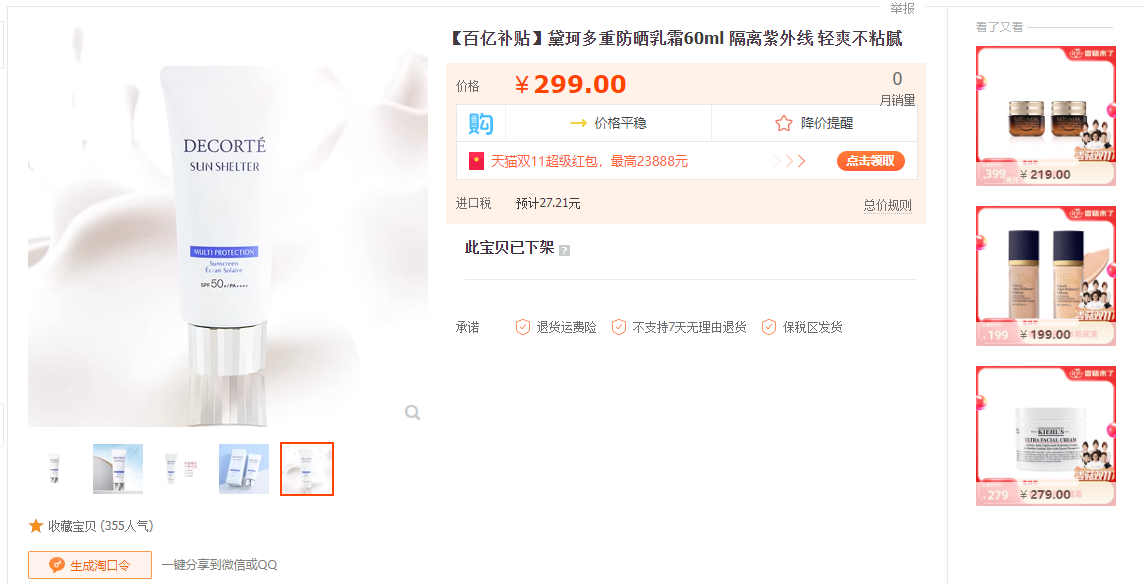 举报
【百亿补贴】黛珂多重防晒乳霜60ml 隔离紫外线 轻爽不粘腻
价格
¥299.00
0
月销量
购
价格平稳
降价提醒
天猫双11超级红包，最高23888元
点击领取
进口税
预计27.21元
总价规则
此宝贝已下架 ?
承诺
退货运费险
不支持7天无理由退货
保税区发货
DECORTÉ
SUN SHELTER
MULTI PROTECTION
Sunscreen
Écran Solaire
SPF50+/PA++++
收藏宝贝 (355人气)
生成淘口令
一键分享到微信或QQ
看了又看
399
¥219.00
199
¥199.00
KIEHL'S
ULTRA FACIAL CREAM
279
¥279.00